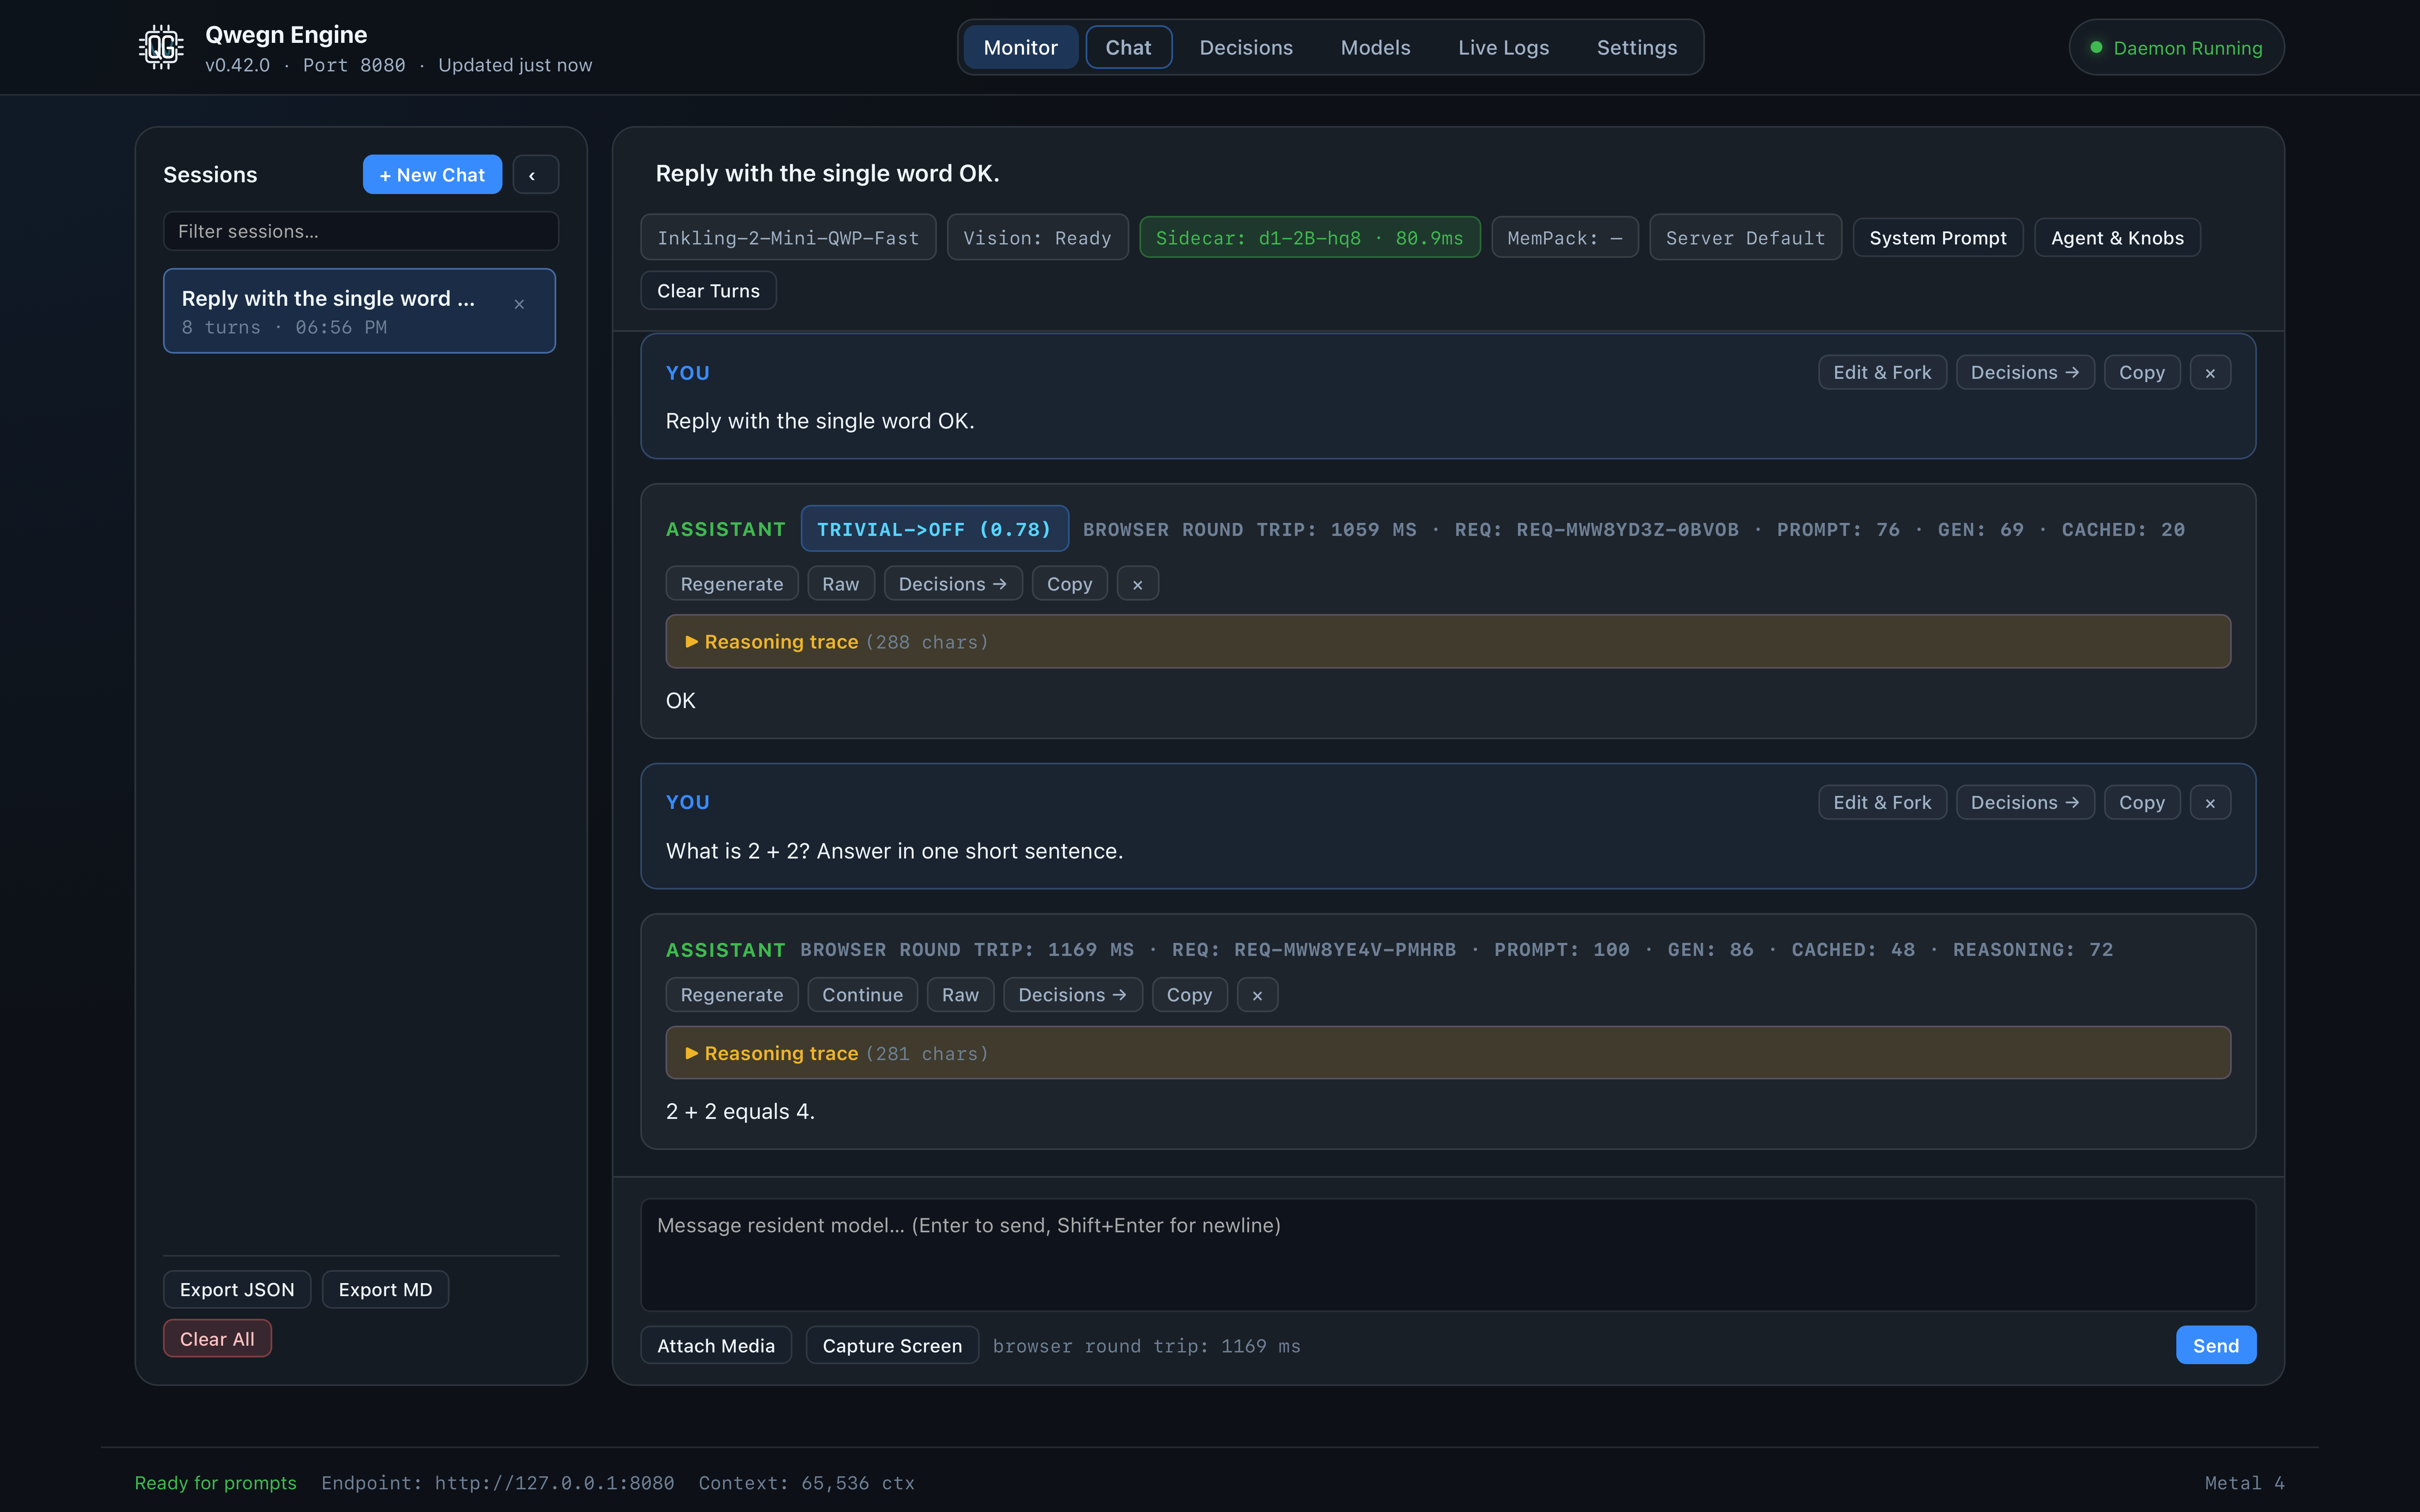 QG
Qwegn Engine
v0.42.0 · Port 8080 · Updated just now
Monitor Chat Decisions Models Live Logs Settings
Daemon Running
Sessions
+ New Chat ‹
Filter sessions...
Reply with the single word ... ×
8 turns · 06:56 PM
Export JSON Export MD
Clear All
Reply with the single word OK.
Inkling-2-Mini-QWP-Fast Vision: Ready Sidecar: d1-2B-hq8 · 80.9ms MemPack: — Server Default System Prompt Agent & Knobs
Clear Turns
YOU Edit & Fork Decisions → Copy ×
Reply with the single word OK.
ASSISTANT TRIVIAL->OFF (0.78) BROWSER ROUND TRIP: 1059 MS · REQ: REQ-MWW8YD3Z-0BVOB · PROMPT: 76 · GEN: 69 · CACHED: 20
Regenerate Raw Decisions → Copy ×
▶ Reasoning trace (288 chars)
OK
YOU Edit & Fork Decisions → Copy ×
What is 2 + 2? Answer in one short sentence.
ASSISTANT BROWSER ROUND TRIP: 1169 MS · REQ: REQ-MWW8YE4V-PMHRB · PROMPT: 100 · GEN: 86 · CACHED: 48 · REASONING: 72
Regenerate Continue Raw Decisions → Copy ×
▶ Reasoning trace (281 chars)
2 + 2 equals 4.
Message resident model... (Enter to send, Shift+Enter for newline)
Attach Media Capture Screen browser round trip: 1169 ms Send
Ready for prompts Endpoint: http://127.0.0.1:8080 Context: 65,536 ctx Metal 4